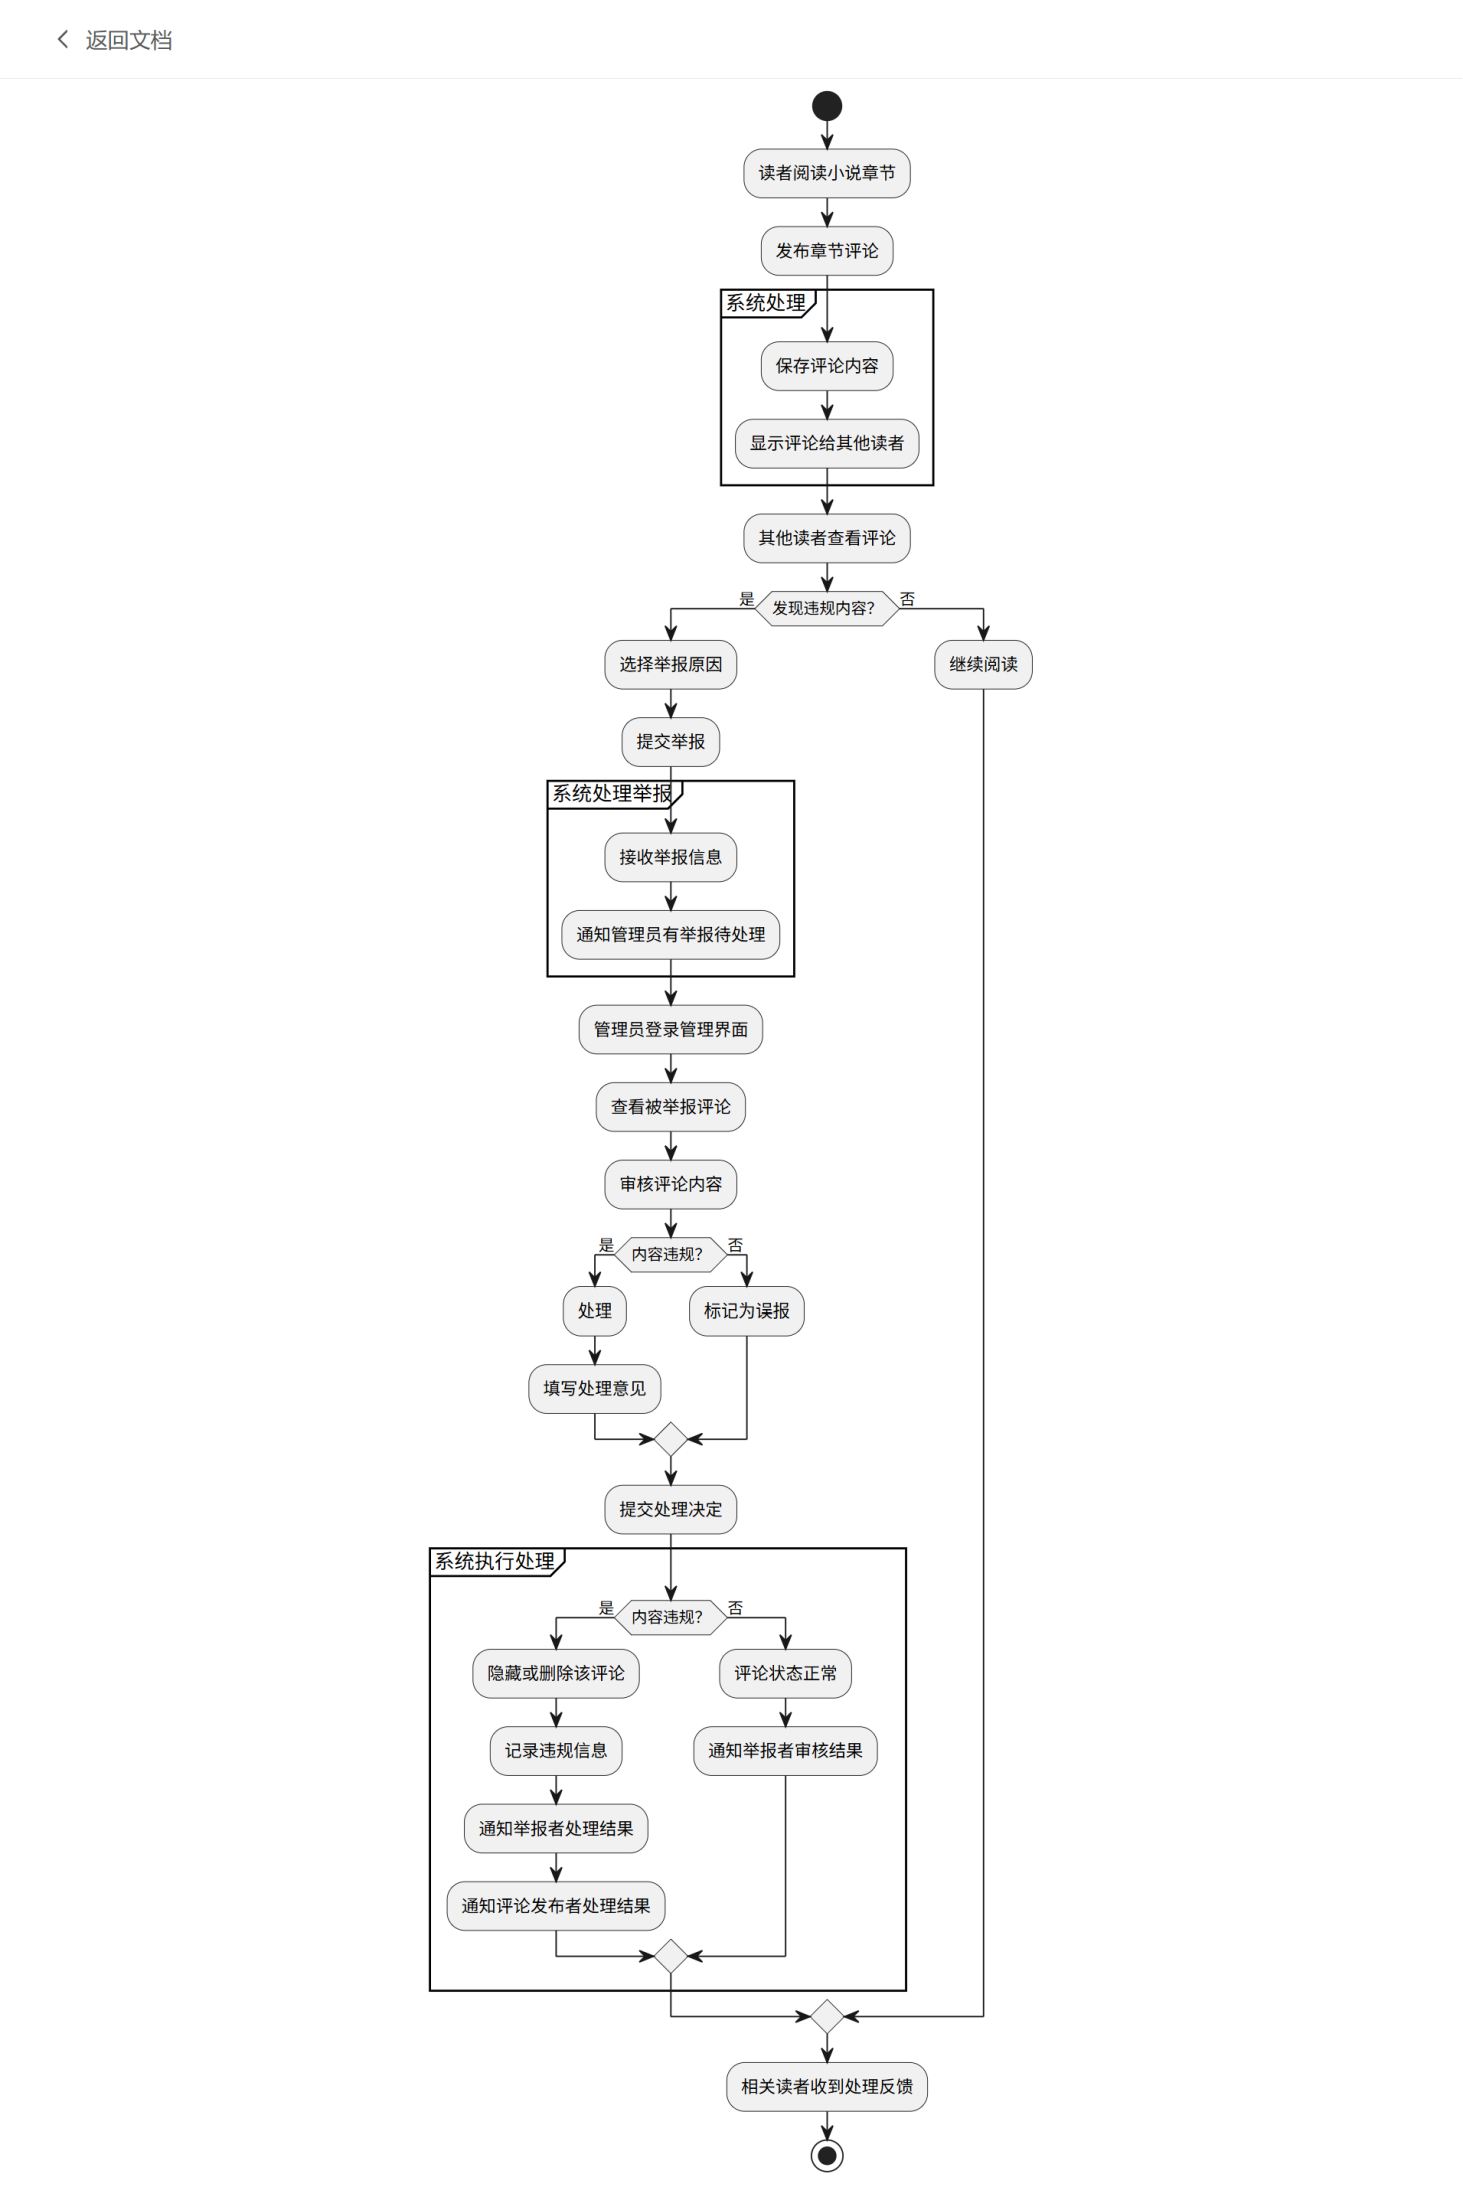 返回文档
读者阅读小说章节
发布章节评论
系统处理
保存评论内容
显示评论给其他读者
其他读者查看评论
是
发现违规内容?
否
选择举报原因
继续阅读
提交举报
系统处理举报
接收举报信息
通知管理员有举报待处理
管理员登录管理界面
查看被举报评论
审核评论内容
是
内容违规?
否
处理
标记为误报
填写处理意见
提交处理决定
系统执行处理
是
内容违规?
否
隐藏或删除该评论
评论状态正常
记录违规信息
通知举报者审核结果
通知举报者处理结果
通知评论发布者处理结果
相关读者收到处理反馈